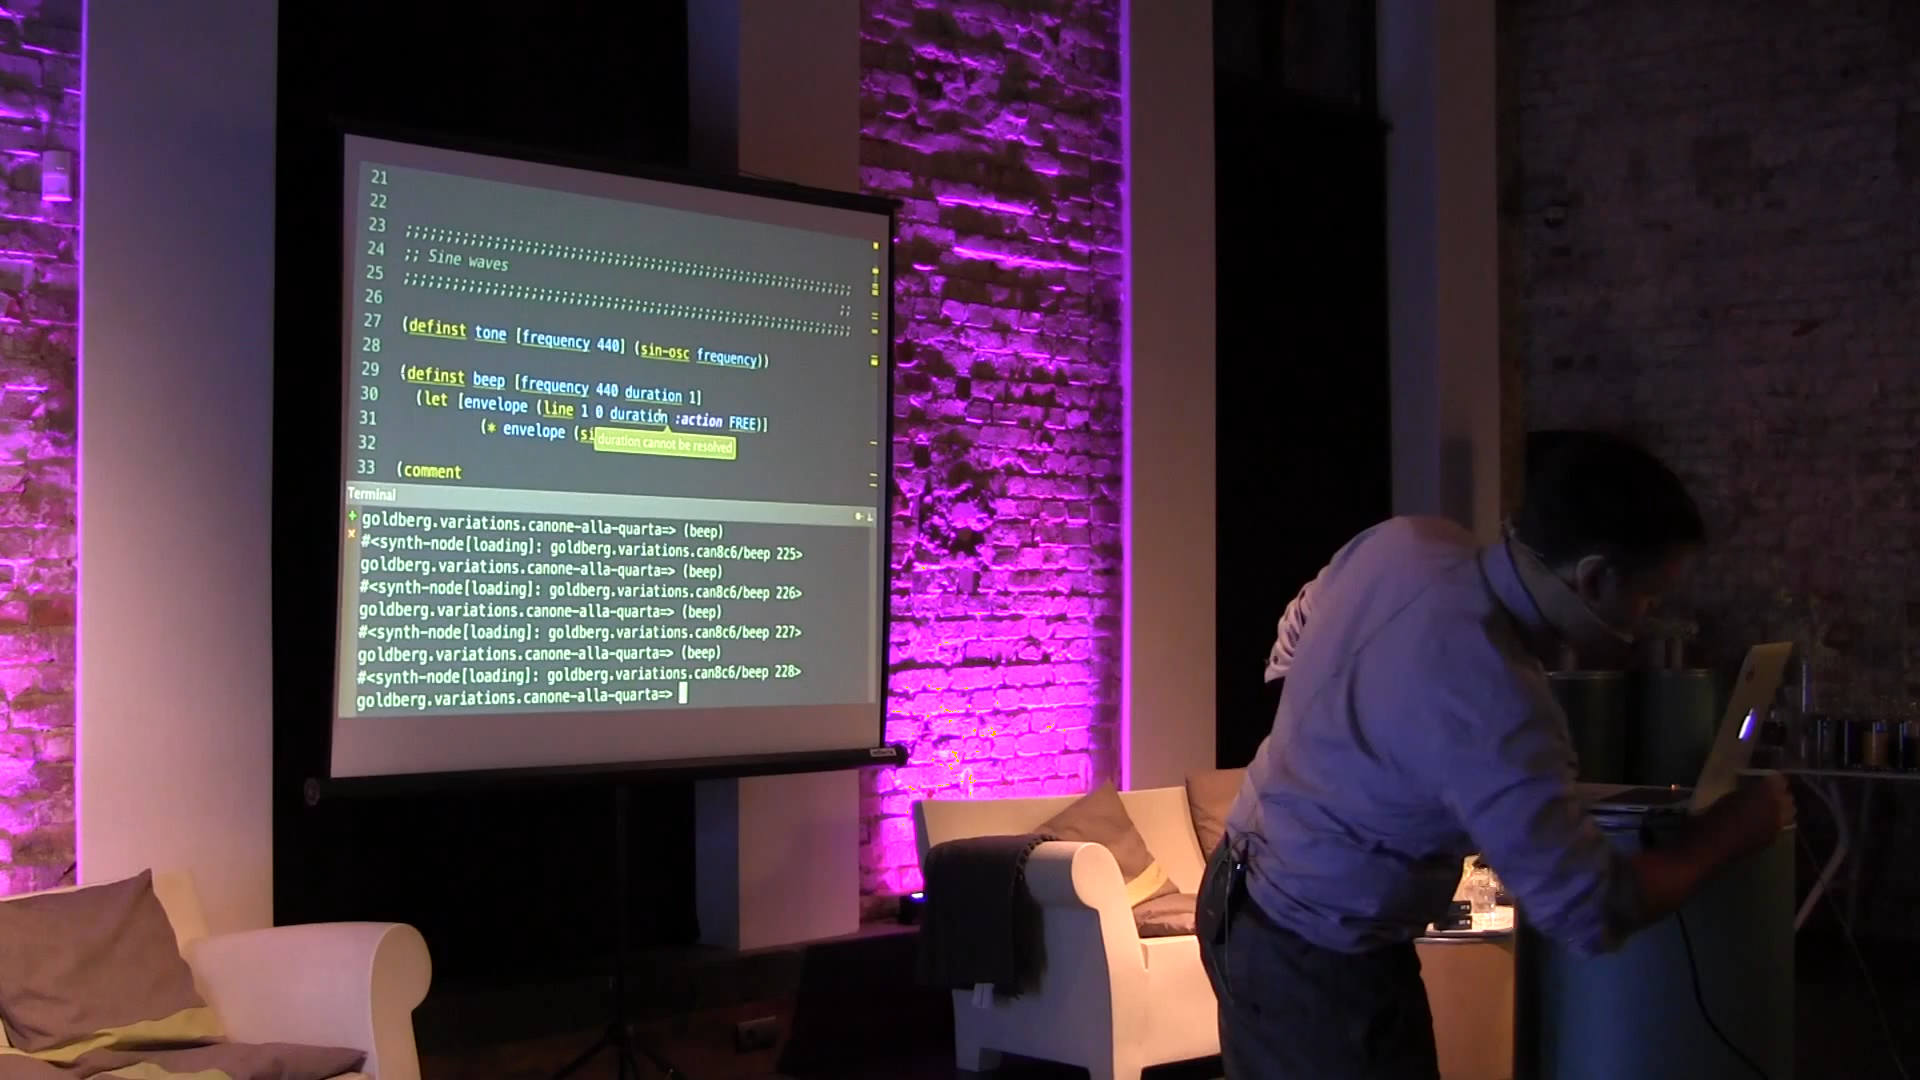 21
22
23 ;;;;;;;;;;;;;;;;;;;;;;;;;;;;;;;;;;;;;;;;;;;;;;;;;;;;;;;;;;;
24 ;; Sine waves ;;
25 ;;;;;;;;;;;;;;;;;;;;;;;;;;;;;;;;;;;;;;;;;;;;;;;;;;;;;;;;;;;
26
27 (definst tone [frequency 440] (sin-osc frequency))
28
29 (definst beep [frequency 440 duration 1]
30 (let [envelope (line 1 0 duration :action FREE)]
31 (* envelope (si
duration cannot be resolved
32
33 (comment
Terminal
goldberg.variations.canone-alla-quarta=> (beep)
#<synth-node[loading]: goldberg.variations.can8c6/beep 225>
goldberg.variations.canone-alla-quarta=> (beep)
#<synth-node[loading]: goldberg.variations.can8c6/beep 226>
goldberg.variations.canone-alla-quarta=> (beep)
#<synth-node[loading]: goldberg.variations.can8c6/beep 227>
goldberg.variations.canone-alla-quarta=> (beep)
#<synth-node[loading]: goldberg.variations.can8c6/beep 228>
goldberg.variations.canone-alla-quarta=>